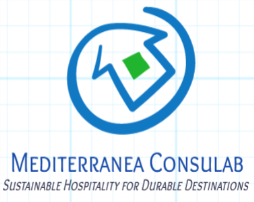 MEDITERRANEA CONSULAB
SUSTAINABLE HOSPITALITY FOR DURABLE DESTINATIONS